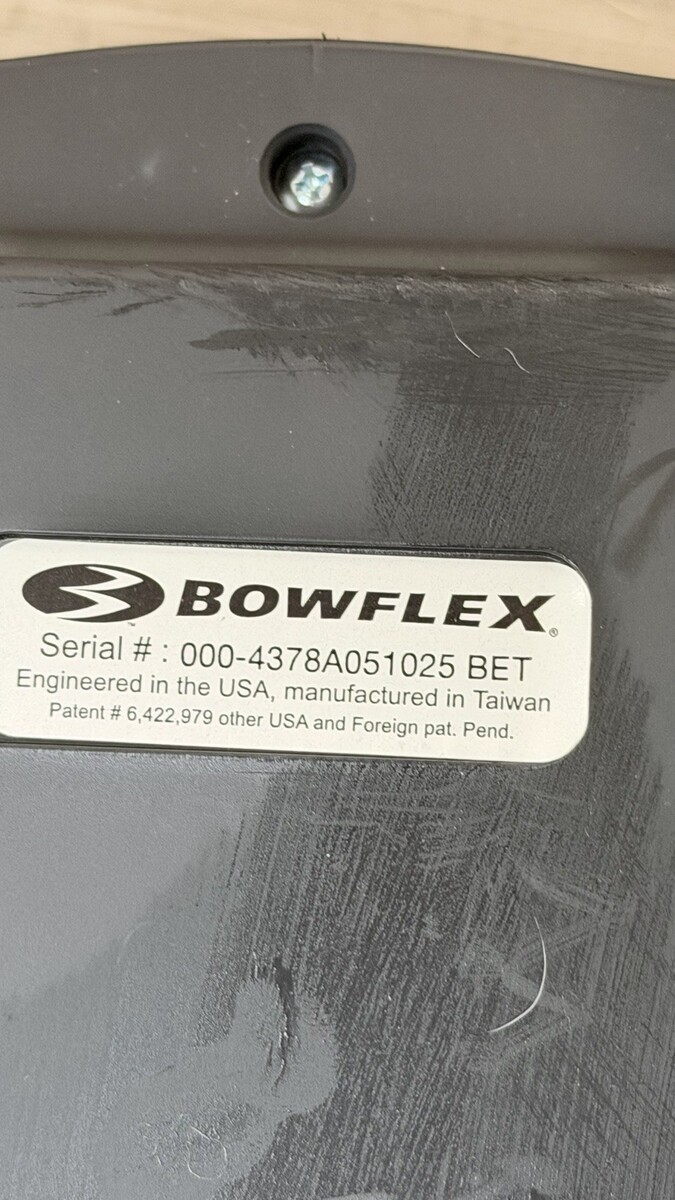 BOWFLEX®
Serial # : 000-4378A051025 BET
Engineered in the USA, manufactured in Taiwan
Patent # 6,422,979 other USA and Foreign pat. Pend.